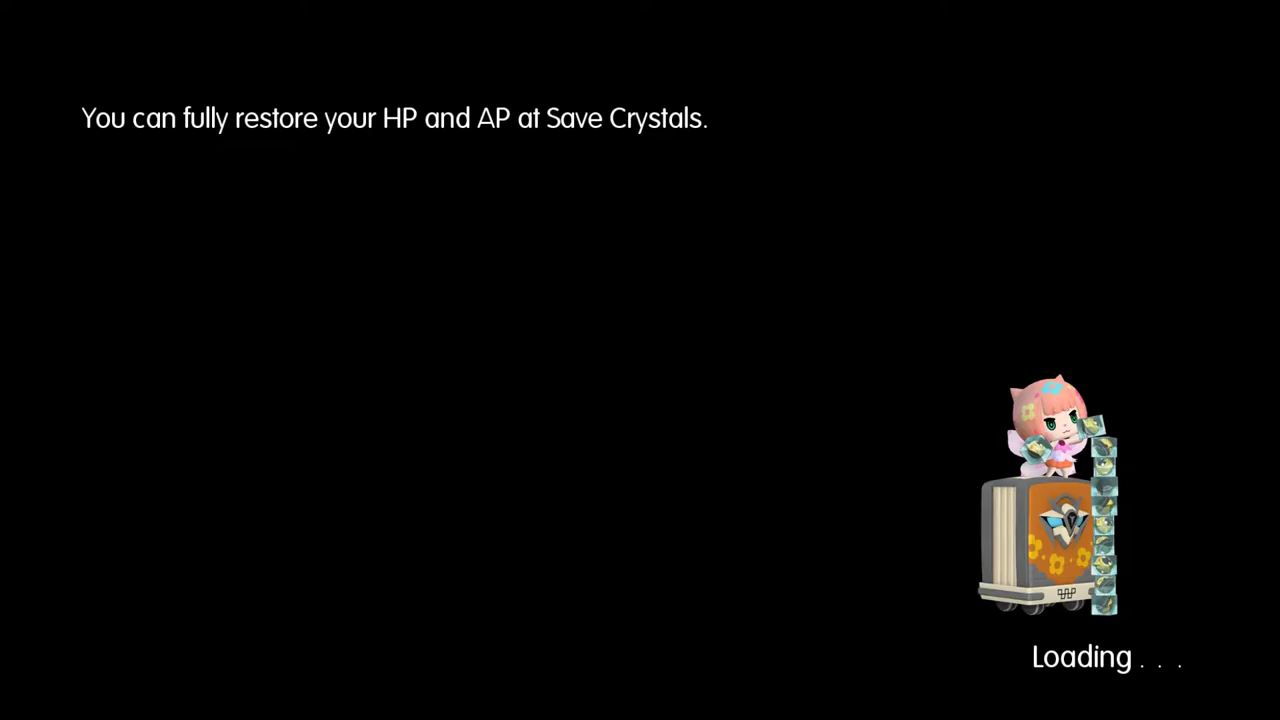 You can fully restore your HP and AP at Save Crystals.
Loading . . .